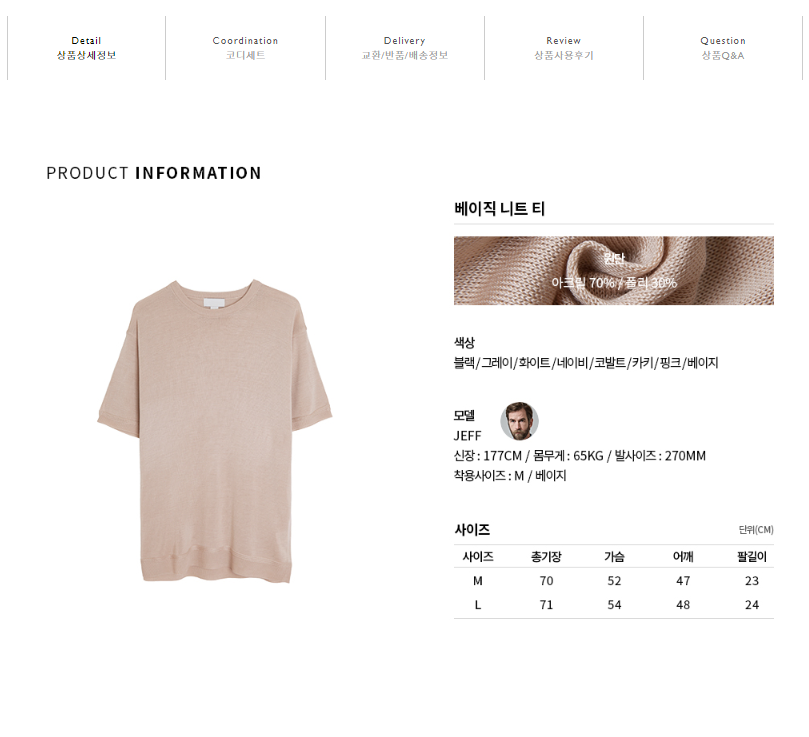 Detail
상품상세정보
Coordination
코디세트
Delivery
교환/반품/배송정보
Review
상품사용후기
Question
상품Q&A
PRODUCT INFORMATION
베이직 니트 티
원단
아크릴 70% / 폴리 30%
색상
블랙/그레이/화이트/네이비/코발트/카키/핑크/베이지
모델
JEFF
신장 : 177CM / 몸무게 : 65KG / 발사이즈 : 270MM
착용사이즈 : M / 베이지
사이즈 단위(CM)
사이즈 총기장 가슴 어깨 팔길이
M 70 52 47 23
L 71 54 48 24